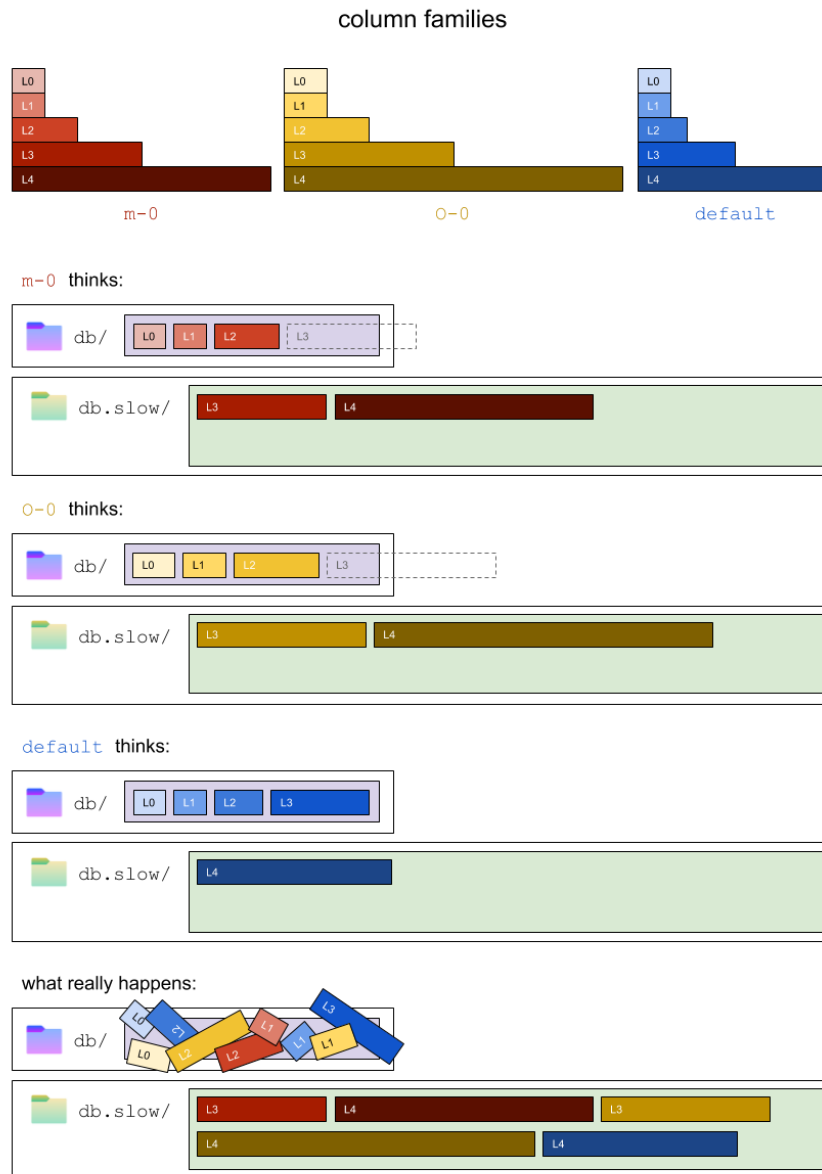 column families
L0 L0 L0
L1 L1 L1
L2 L2 L2
L3 L3 L3
L4 L4 L4
m-0 O-0 default
m-0 thinks:
db/ L0 L1 L2 L3
db.slow/ L3 L4
O-0 thinks:
db/ L0 L1 L2 L3
db.slow/ L3 L4
default thinks:
db/ L0 L1 L2 L3
db.slow/ L4
what really happens:
L0 L2 L1 L3
db/ L0 L2 L2 L1 L1
db.slow/ L3 L4 L3
L4 L4